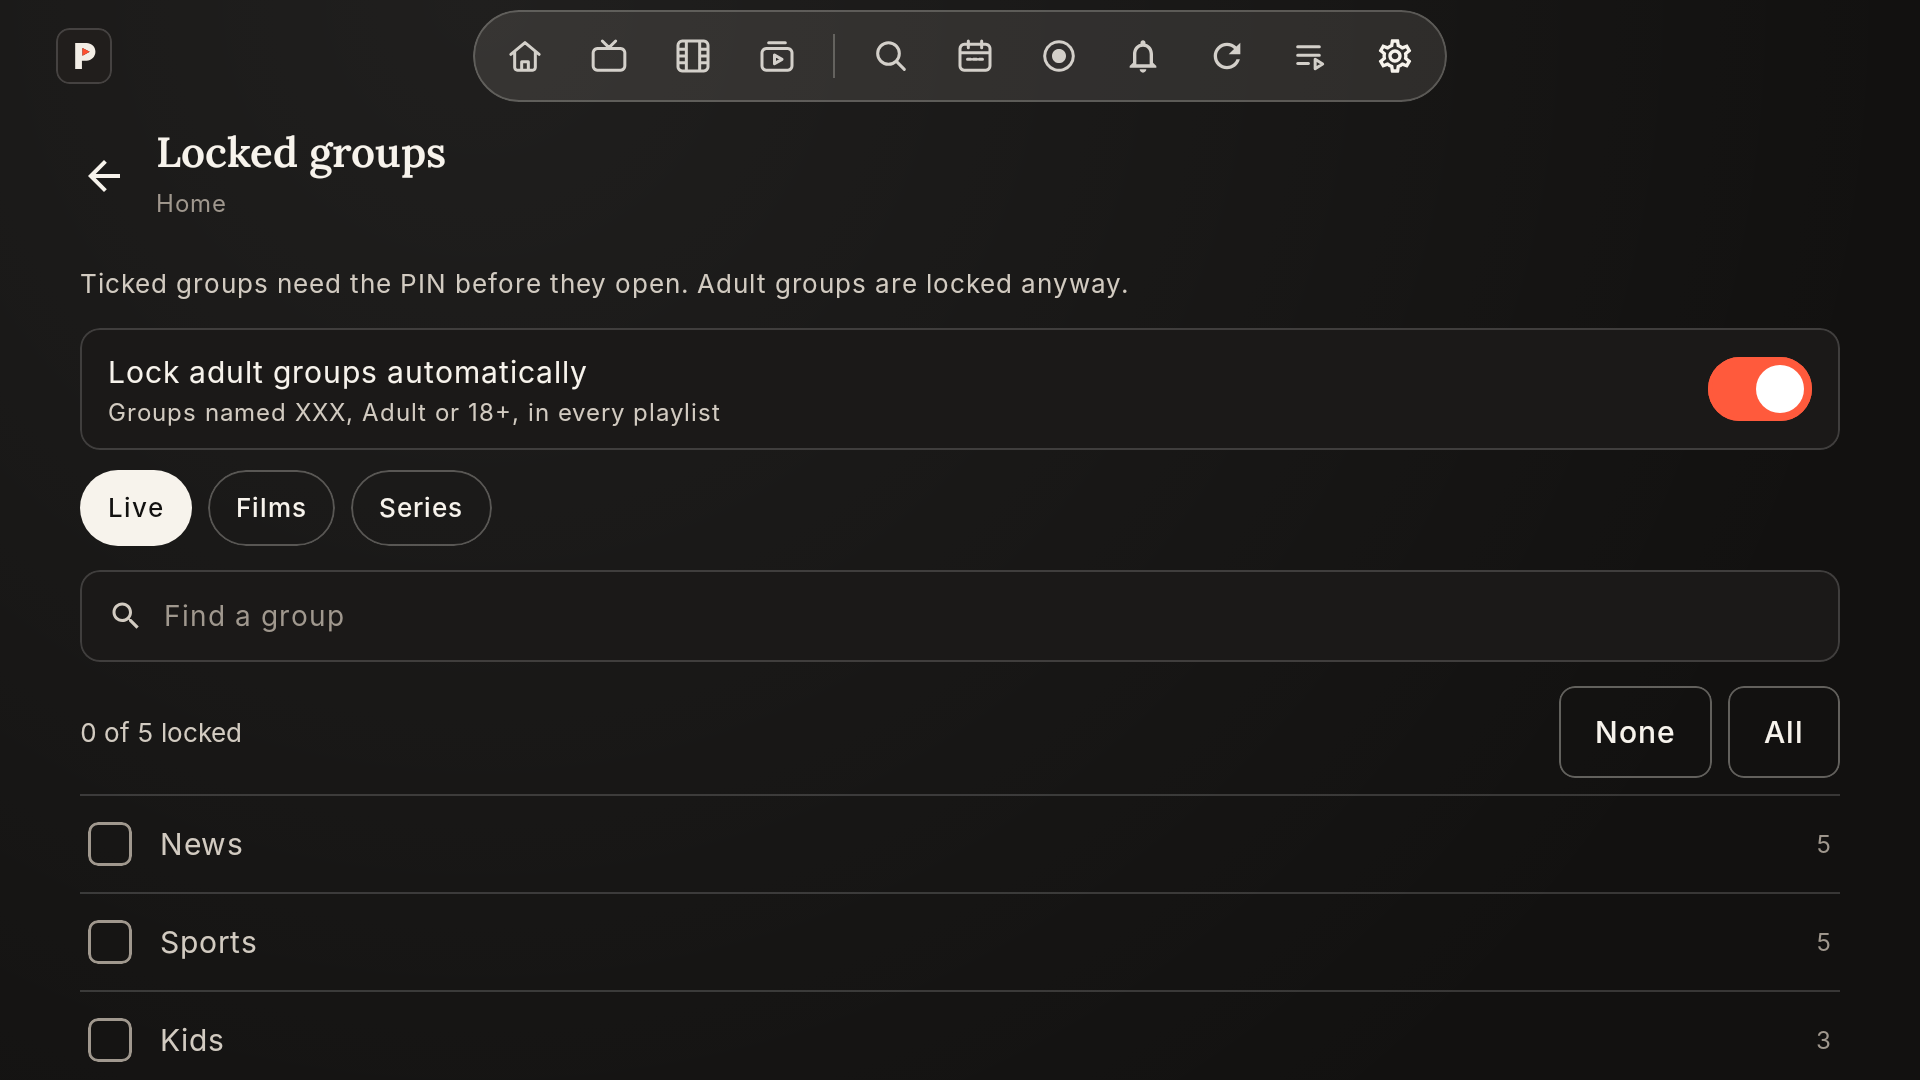 P
Locked groups
Home
Ticked groups need the PIN before they open. Adult groups are locked anyway.
Lock adult groups automatically
Groups named XXX, Adult or 18+, in every playlist
Live
Films
Series
Find a group
0 of 5 locked
None
All
News
5
Sports
5
Kids
3